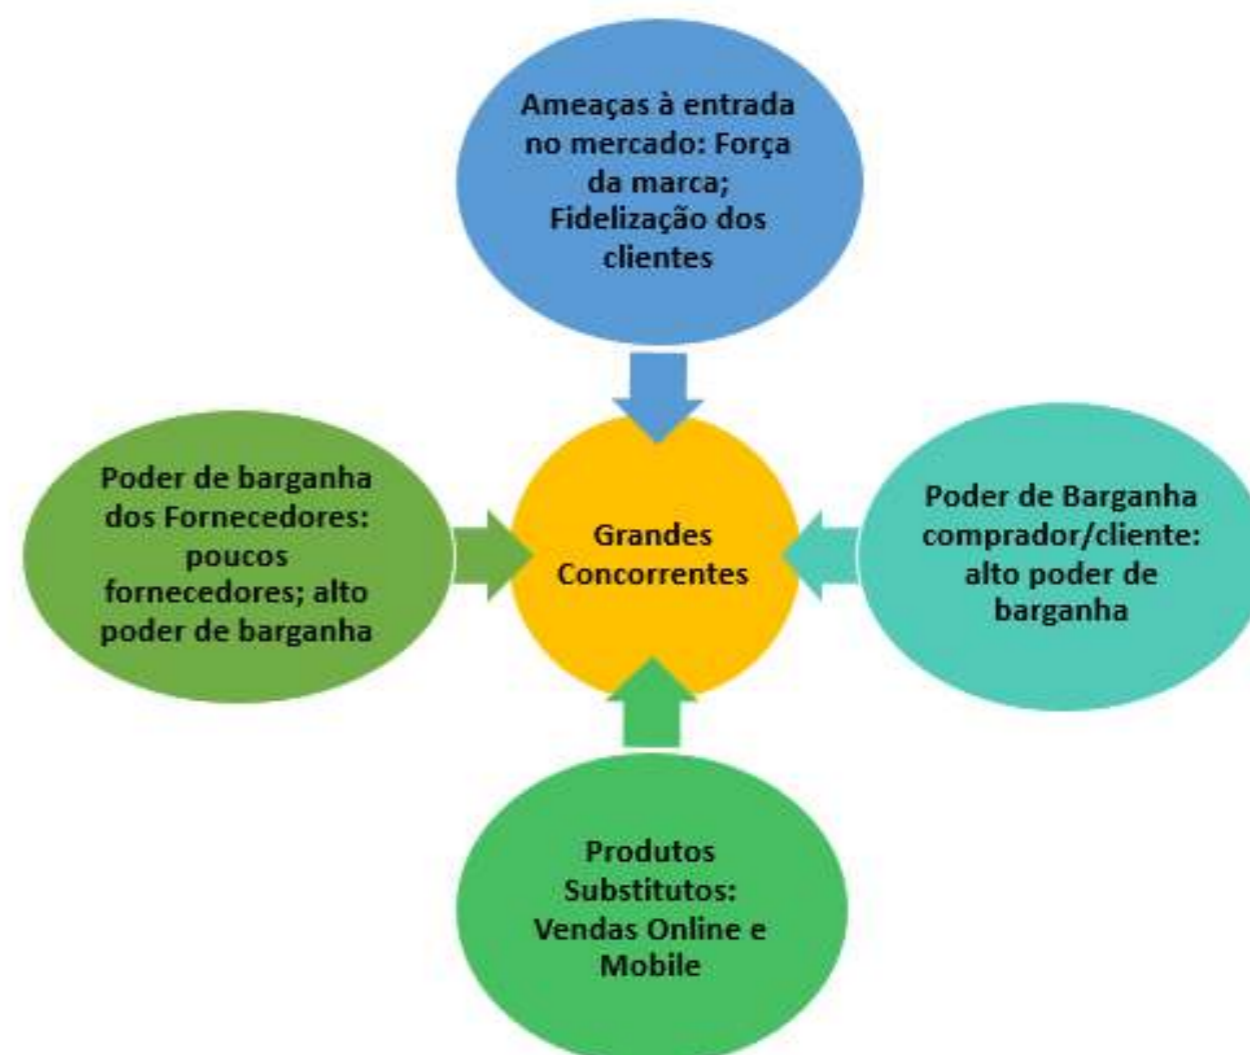 Ameaças à entrada
no mercado: Força
da marca;
Fidelização dos
clientes
Poder de barganha
dos Fornecedores:
poucos
fornecedores; alto
poder de barganha
Grandes
Concorrentes
Poder de Barganha
comprador/cliente:
alto poder de
barganha
Produtos
Substitutos:
Vendas Online e
Mobile